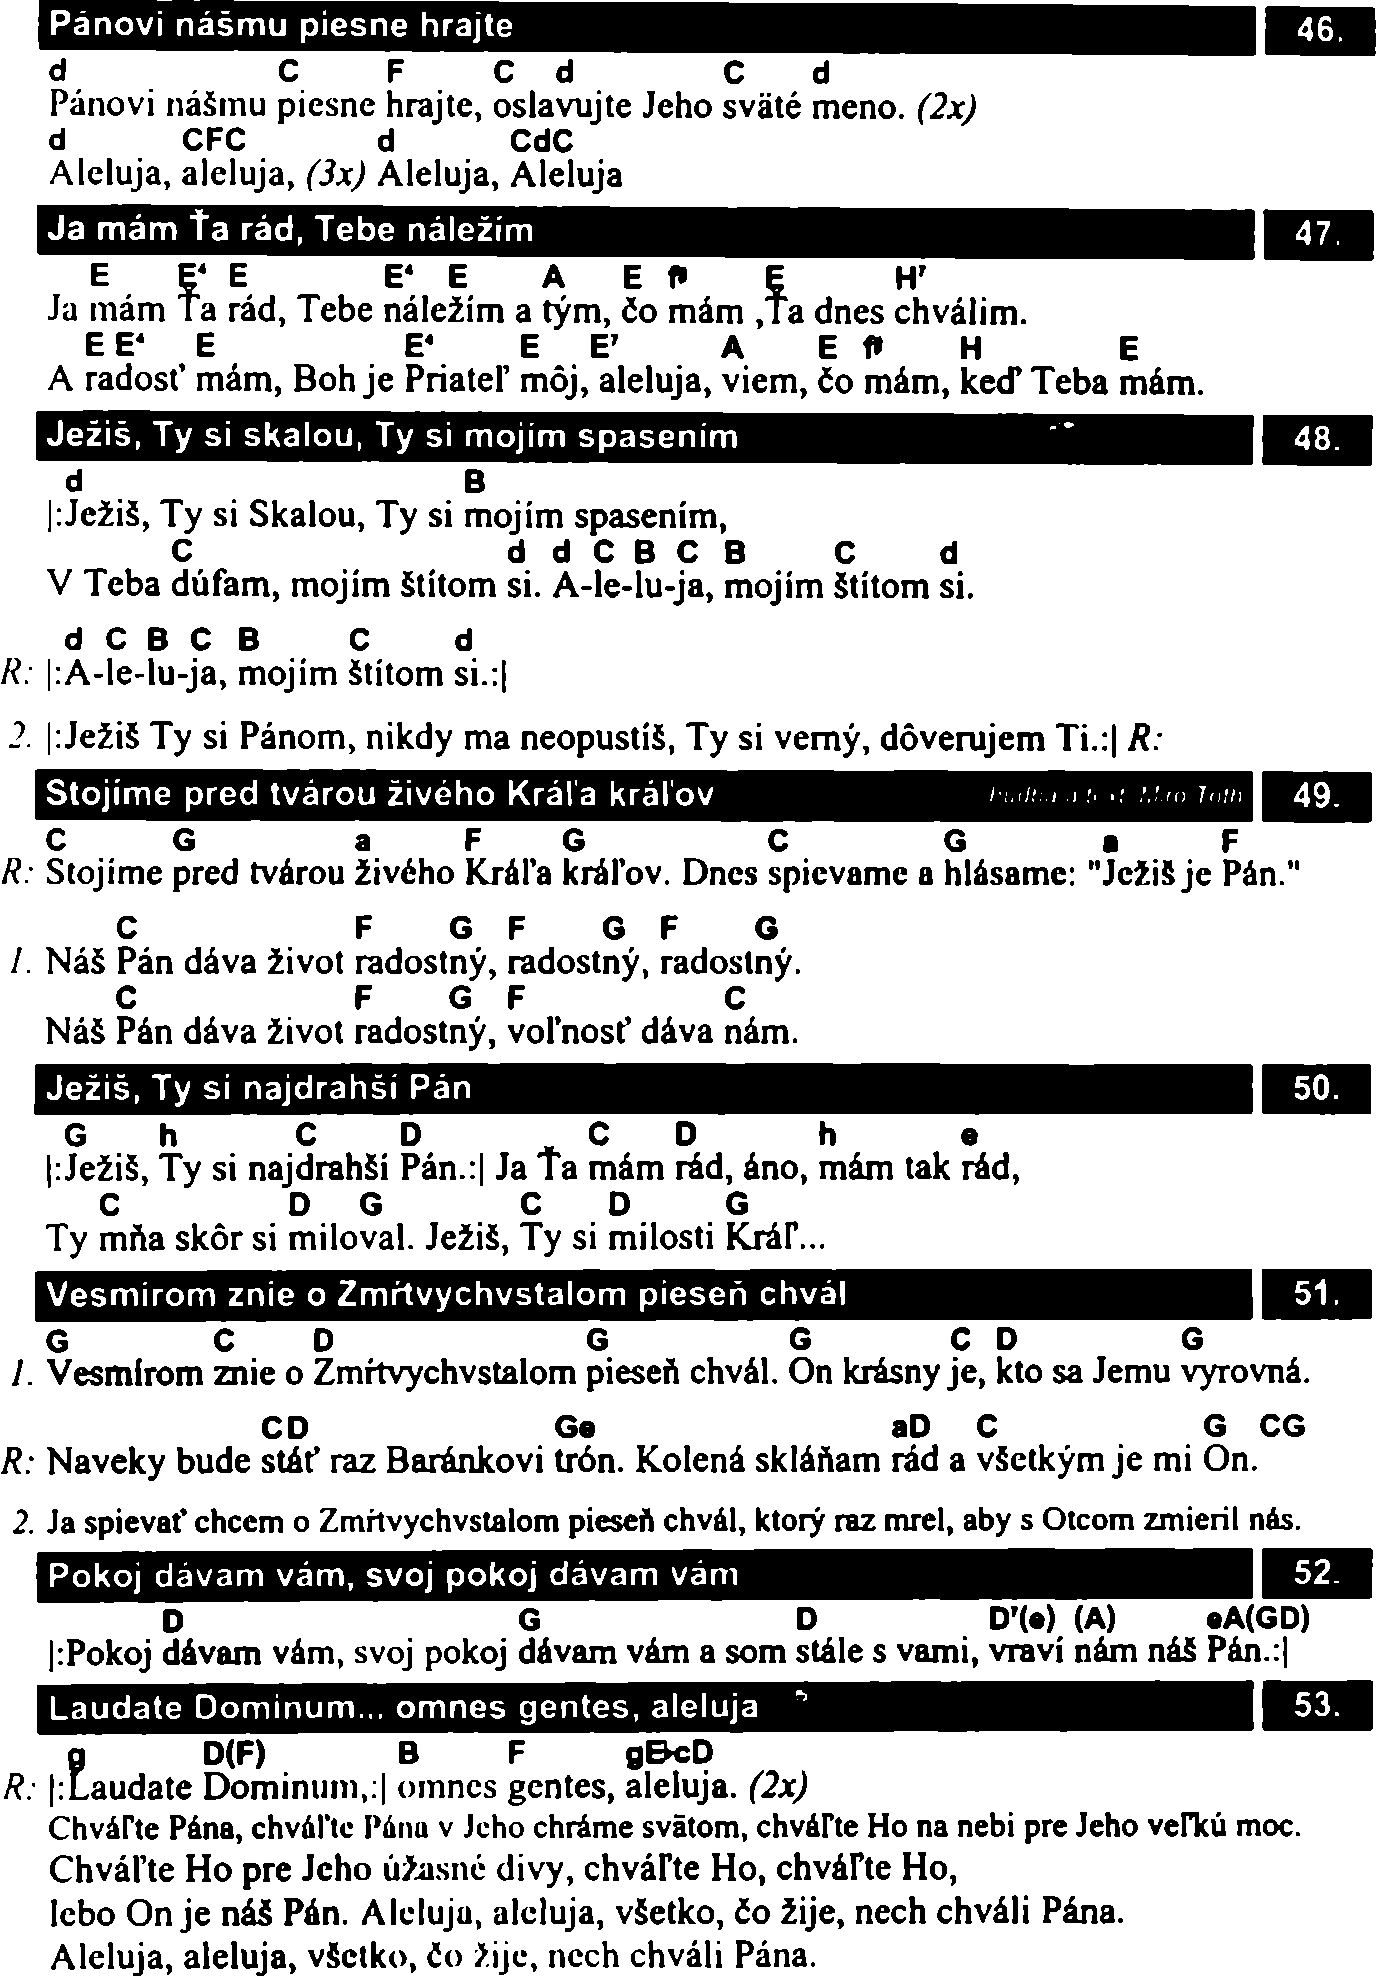 Pánovi nášmu piesne hrajte 46.
d C F C d C d
Pánovi nášmu piesne hrajte, oslavujte Jeho sväté meno. (2x)
d CFC d CdC
Aleluja, aleluja, (3x) Aleluja, Aleluja
Ja mám Ťa rád, Tebe náležím 47.
E E⁴ E E⁴ E A E f# E H⁷
Ja mám Ťa rád, Tebe náležím a tým, čo mám ,Ťa dnes chválim.
E E⁴ E E⁴ E E⁷ A E f# H E
A radosť mám, Boh je Priateľ môj, aleluja, viem, čo mám, keď Teba mám.
Ježiš, Ty si skalou, Ty si mojím spasením 48.
d B
|:Ježiš, Ty si Skalou, Ty si mojím spasením,
C d d C B C B C d
V Teba dúfam, mojím štítom si. A-le-lu-ja, mojím štítom si.
d C B C B C d
R: |:A-le-lu-ja, mojím štítom si.:|
2. |:Ježiš Ty si Pánom, nikdy ma neopustíš, Ty si verný, dôverujem Ti.:| R:
Stojíme pred tvárou živého Kráľa kráľov 49.
C G a F G C G a F
R: Stojíme pred tvárou živého Kráľa kráľov. Dnes spievame a hlásame: "Ježiš je Pán."
C F G F G F G
1. Náš Pán dáva život radostný, radostný, radostný.
C F G F C
Náš Pán dáva život radostný, voľnosť dáva nám.
Ježiš, Ty si najdrahší Pán 50.
G h C D C D h e
|:Ježiš, Ty si najdrahší Pán.:| Ja Ťa mám rád, áno, mám tak rád,
C D G C D G
Ty mňa skôr si miloval. Ježiš, Ty si milosti Kráľ...
Vesmírom znie o Zmŕtvychvstalom pieseň chvál 51.
G C D G G C D G
1. Vesmírom znie o Zmŕtvychvstalom pieseň chvál. On krásny je, kto sa Jemu vyrovná.
CD Ge aD C G CG
R: Naveky bude stáť raz Baránkovi trón. Kolená skláňam rád a všetkým je mi On.
2. Ja spievať chcem o Zmŕtvychvstalom pieseň chvál, ktorý raz mrel, aby s Otcom zmieril nás.
Pokoj dávam vám, svoj pokoj dávam vám 52.
D G D D⁷(e) (A) eA(GD)
|:Pokoj dávam vám, svoj pokoj dávam vám a som stále s vami, vraví nám náš Pán.:|
Laudate Dominum... omnes gentes, aleluja 53.
g D(F) B F gBcD
R: |:Laudate Dominum,:| omnes gentes, aleluja. (2x)
Chváľte Pána, chváľte Pána v Jeho chráme svätom, chváľte Ho na nebi pre Jeho veľkú moc.
Chváľte Ho pre Jeho úžasné divy, chváľte Ho, chváľte Ho,
lebo On je náš Pán. Aleluja, aleluja, všetko, čo žije, nech chváli Pána.
Aleluja, aleluja, všetko, čo žije, nech chváli Pána.